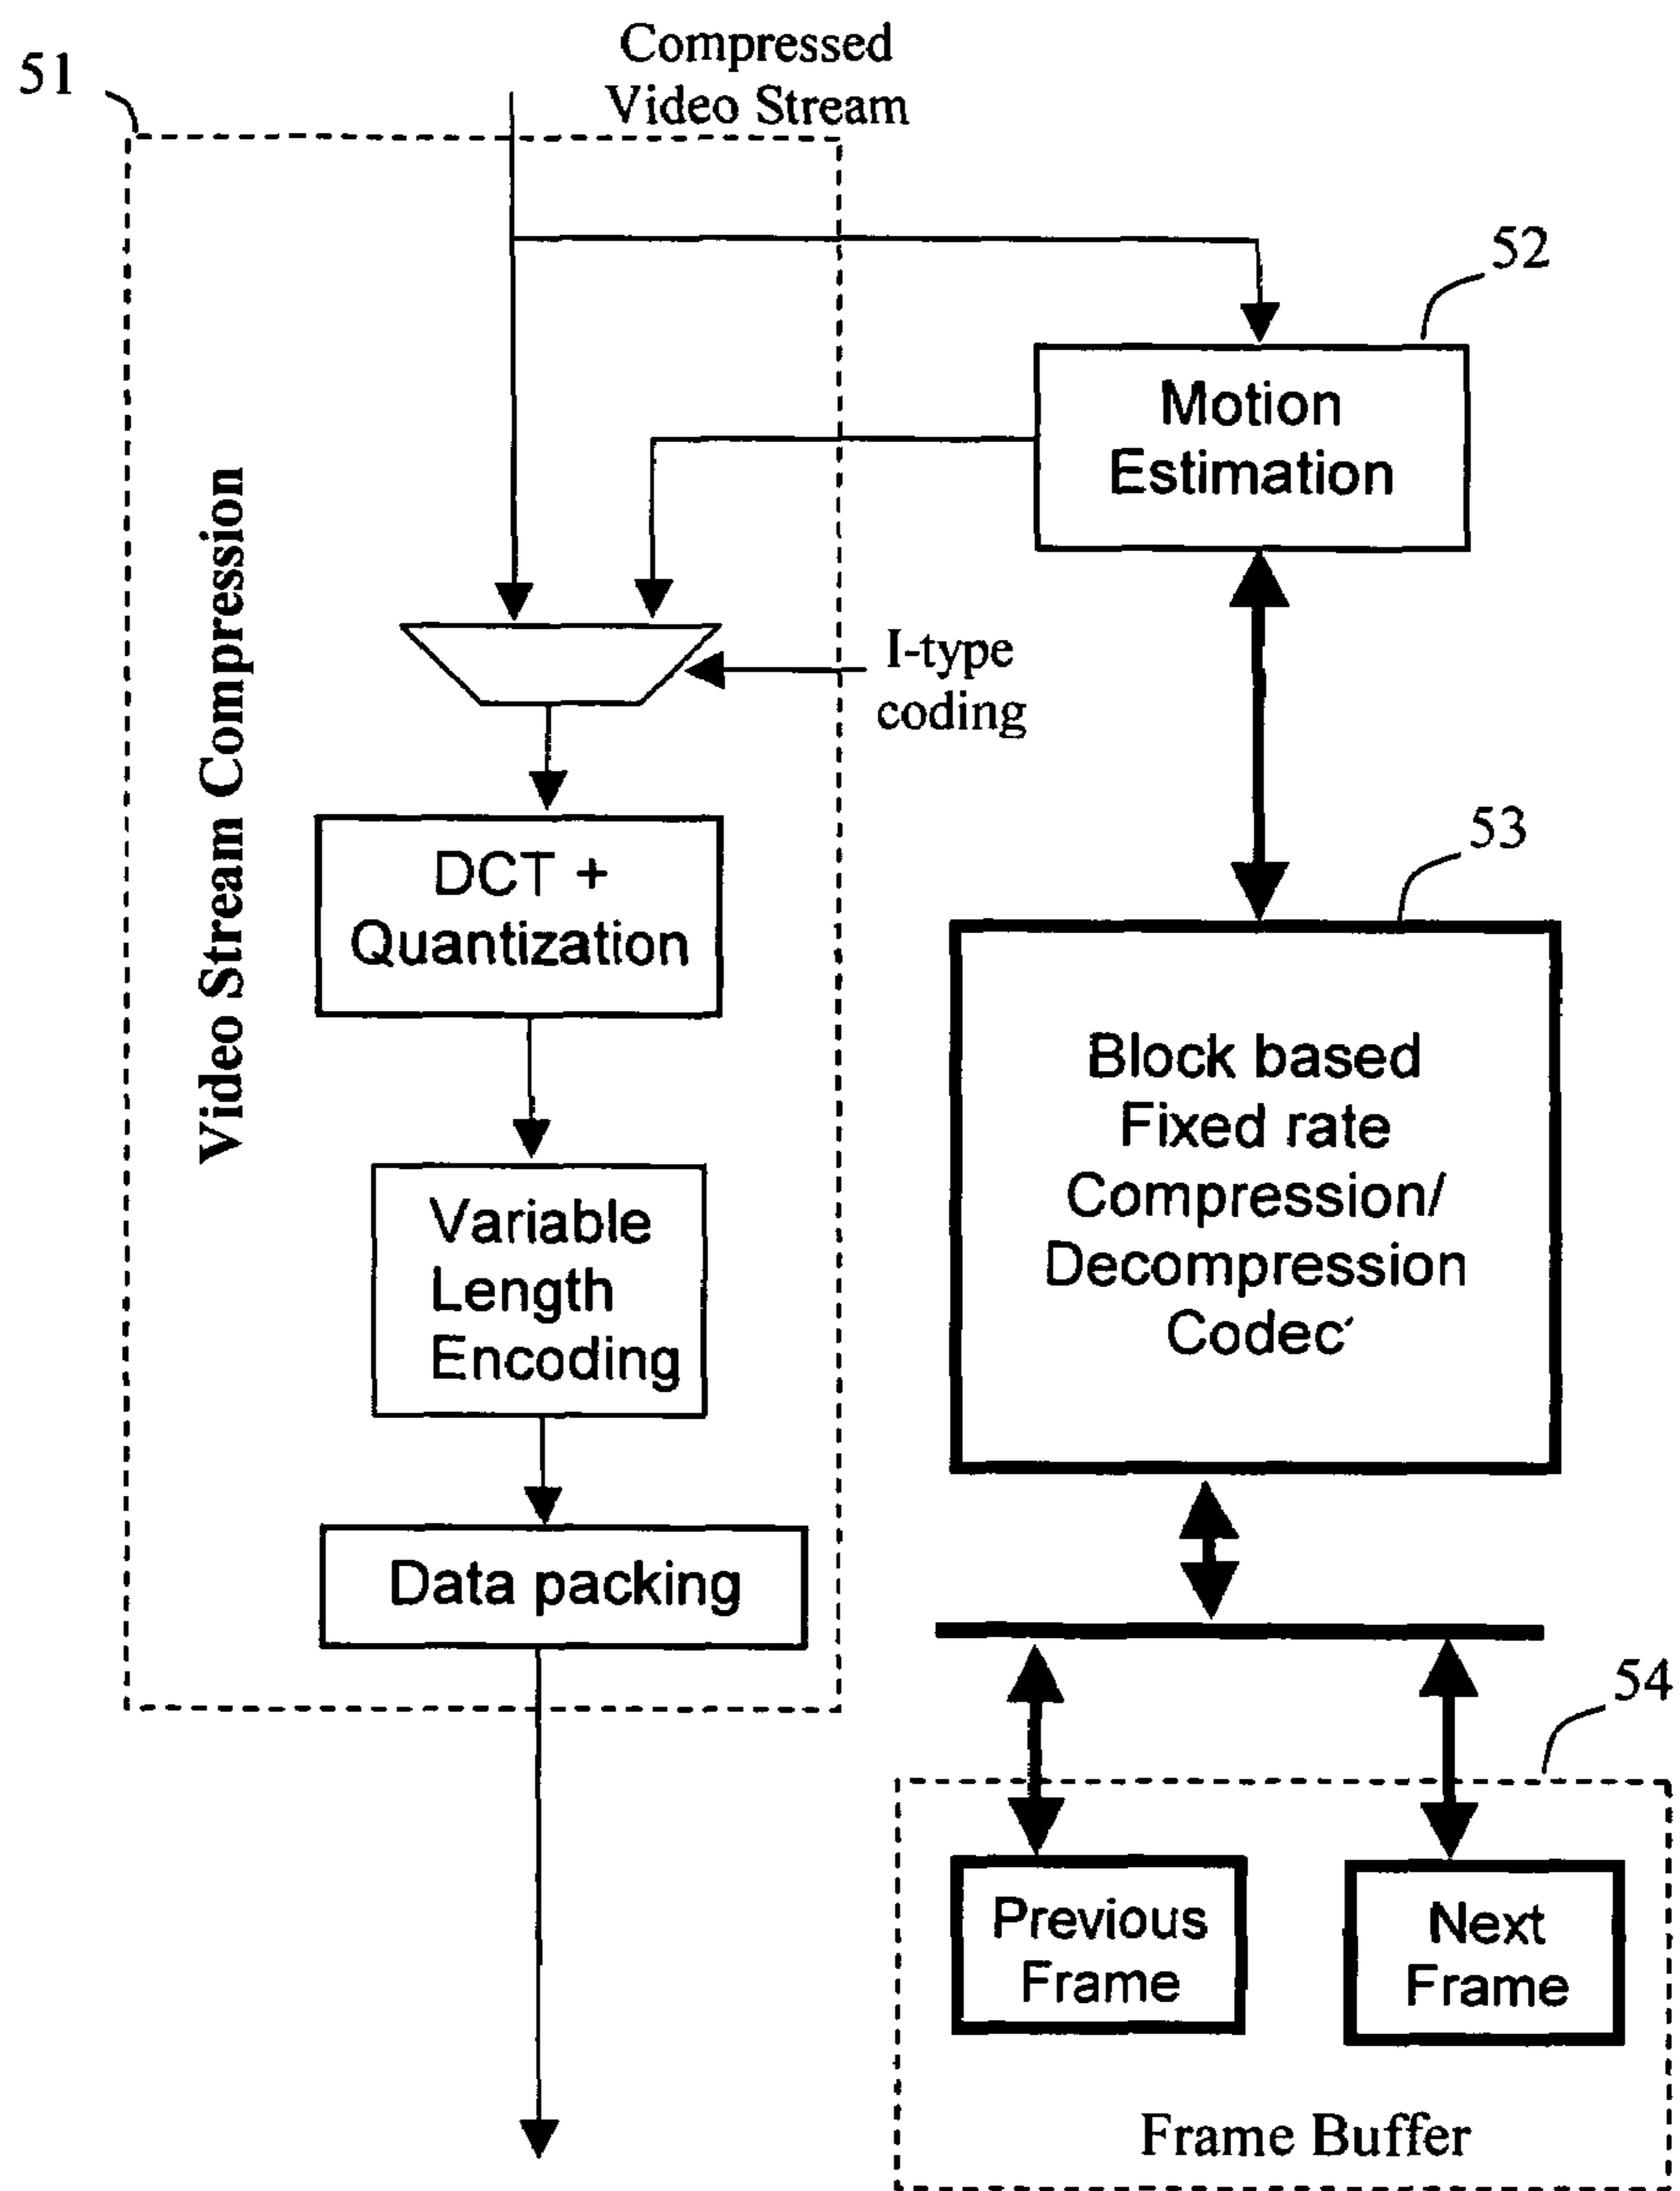 51
Compressed
Video Stream
52
Motion
Estimation
Video Stream Compression
I-type
coding
53
DCT +
Quantization
Block based
Fixed rate
Compression/
Decompression
Codec
Variable
Length
Encoding
Data packing
54
Previous
Frame
Next
Frame
Frame Buffer